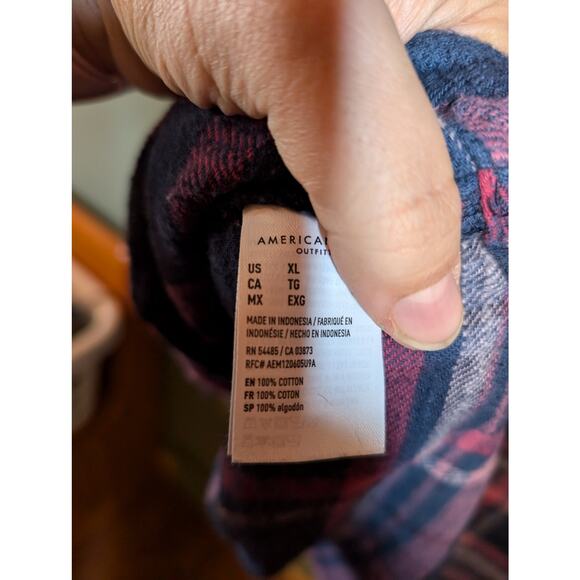 AMERICAN
OUTFIT
US XL
CA TG
MX EXG
MADE IN INDONESIA / FABRIQUÉ EN
INDONÉSIE / HECHO EN INDONESIA
RN 54485 / CA 03873
RFC# AEM120605U9A
EN 100% COTTON
FR 100% COTON
SP 100% algodón